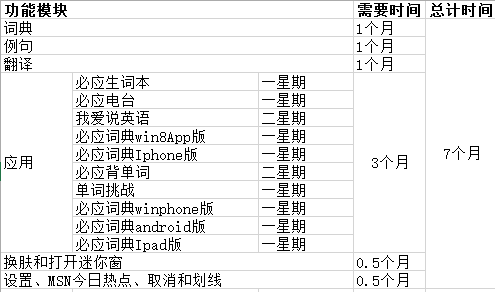 功能模块 需要时间 总计时间
词典 1个月
例句 1个月
翻译 1个月
必应生词本 一星期
必应电台 一星期
我爱说英语 二星期
必应词典win8App版 一星期
应用 必应词典Iphone版 一星期 3个月 7个月
必应背单词 二星期
单词挑战 一星期
必应词典winphone版 一星期
必应词典android版 一星期
必应词典Ipad版 一星期
换肤和打开迷你窗 0.5个月
设置、MSN今日热点、取消和划线 0.5个月